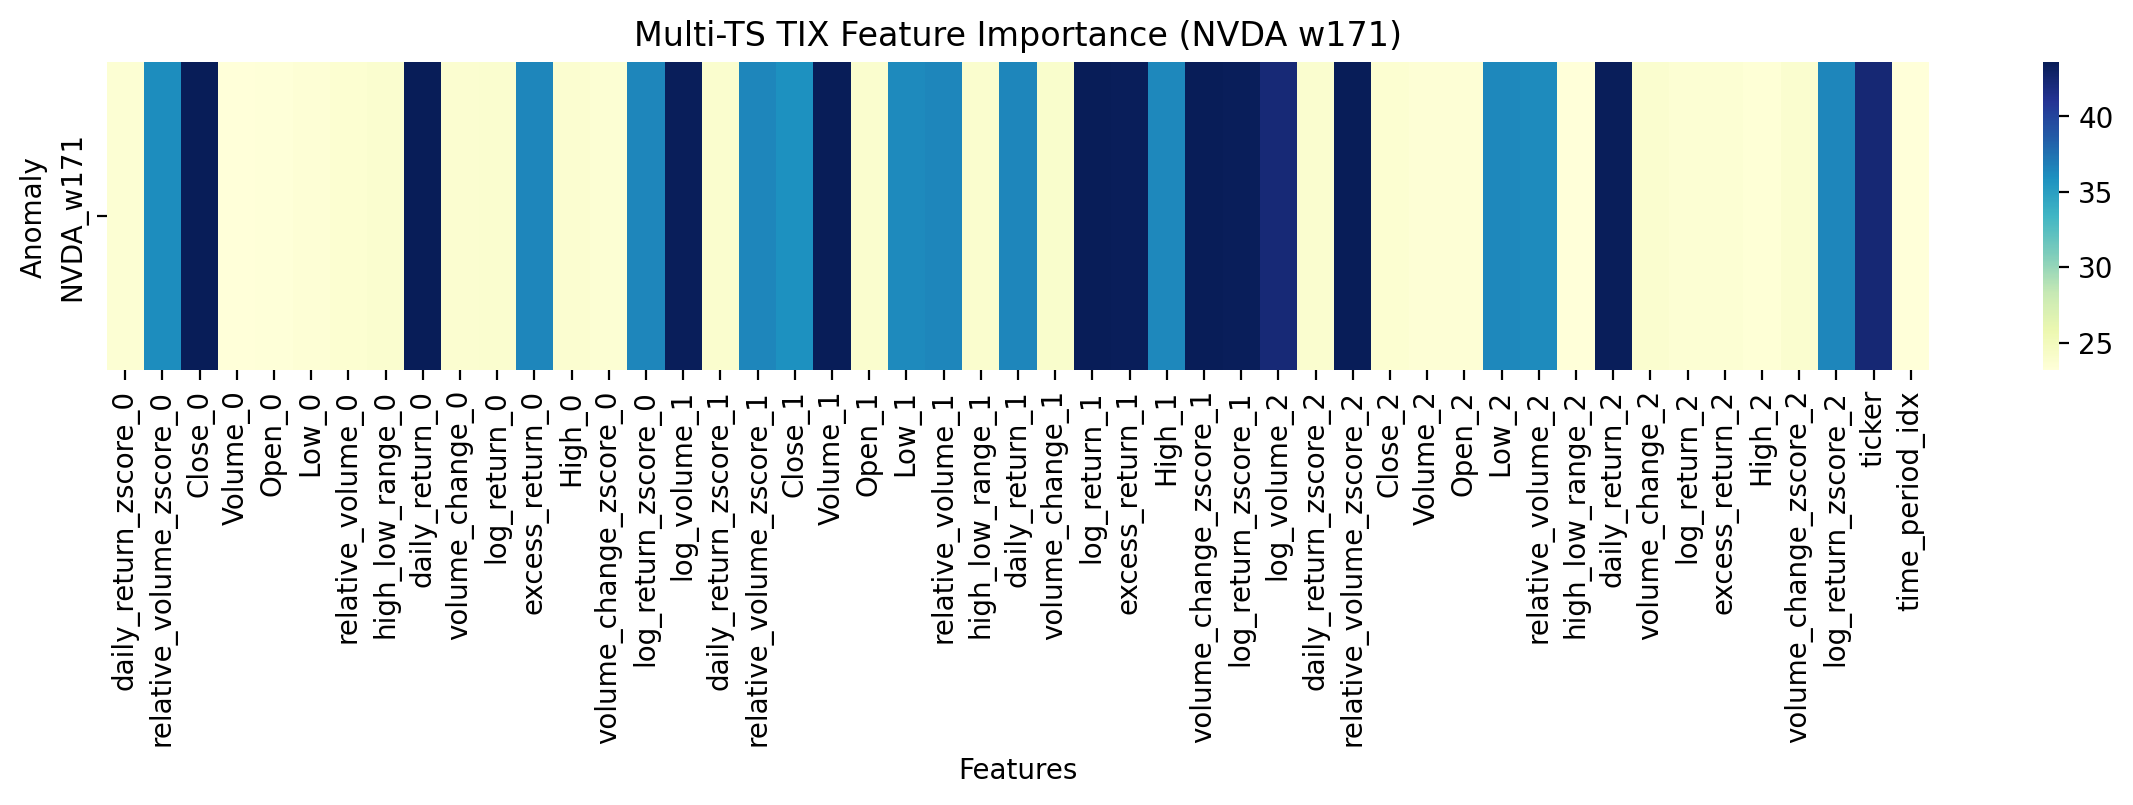 Multi-TS TIX Feature Importance (NVDA w171)
Anomaly
NVDA_w171
40
35
30
25
daily_return_zscore_0
relative_volume_zscore_0
Close_0
Volume_0
Open_0
Low_0
relative_volume_0
high_low_range_0
daily_return_0
volume_change_0
log_return_0
excess_return_0
High_0
volume_change_zscore_0
log_return_zscore_0
log_volume_1
daily_return_zscore_1
relative_volume_zscore_1
Close_1
Volume_1
Open_1
Low_1
relative_volume_1
high_low_range_1
daily_return_1
volume_change_1
log_return_1
excess_return_1
High_1
volume_change_zscore_1
log_return_zscore_1
log_volume_2
daily_return_zscore_2
relative_volume_zscore_2
Close_2
Volume_2
Open_2
Low_2
relative_volume_2
high_low_range_2
daily_return_2
volume_change_2
log_return_2
excess_return_2
High_2
volume_change_zscore_2
log_return_zscore_2
ticker
time_period_idx
Features